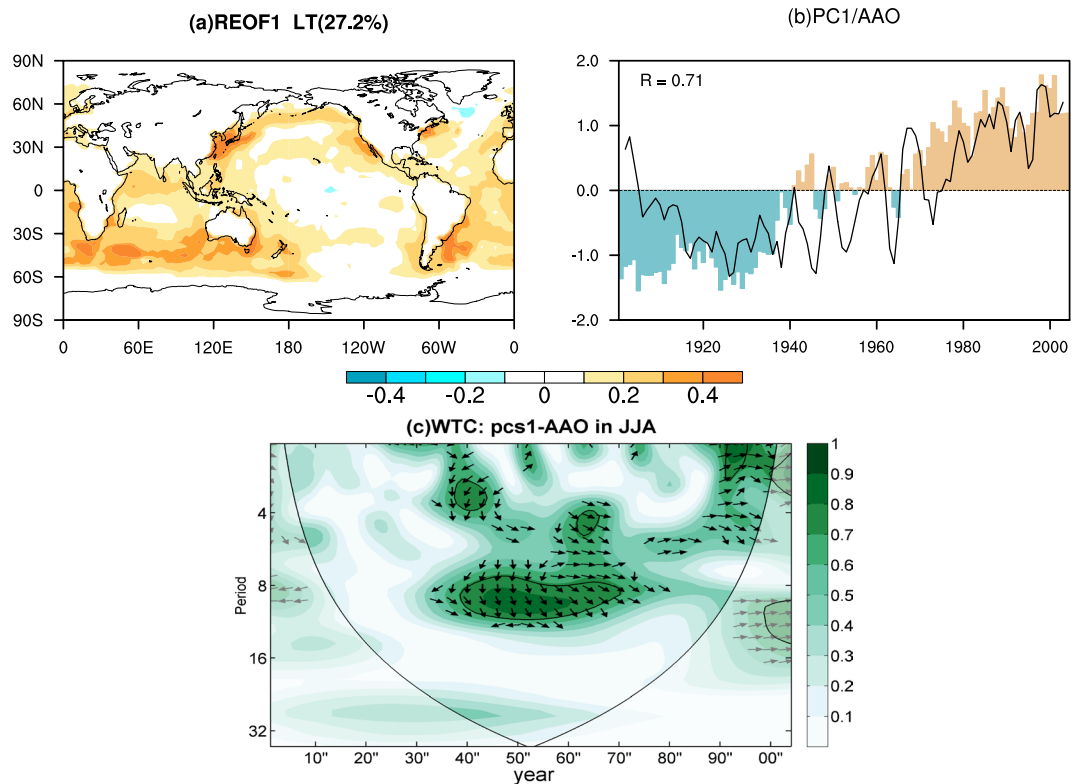 (a)REOF1 LT(27.2%)
90N
60N
30N
0
30S
60S
90S
0 60E 120E 180 120W 60W 0
(b)PC1/AAO
R = 0.71
2.0
1.0
0.0
-1.0
-2.0
1920 1940 1960 1980 2000
-0.4 -0.2 0 0.2 0.4
(c)WTC: pcs1-AAO in JJA
Period
4
8
16
32
10" 20" 30" 40" 50" 60" 70" 80" 90" 00"
year
1
0.9
0.8
0.7
0.6
0.5
0.4
0.3
0.2
0.1